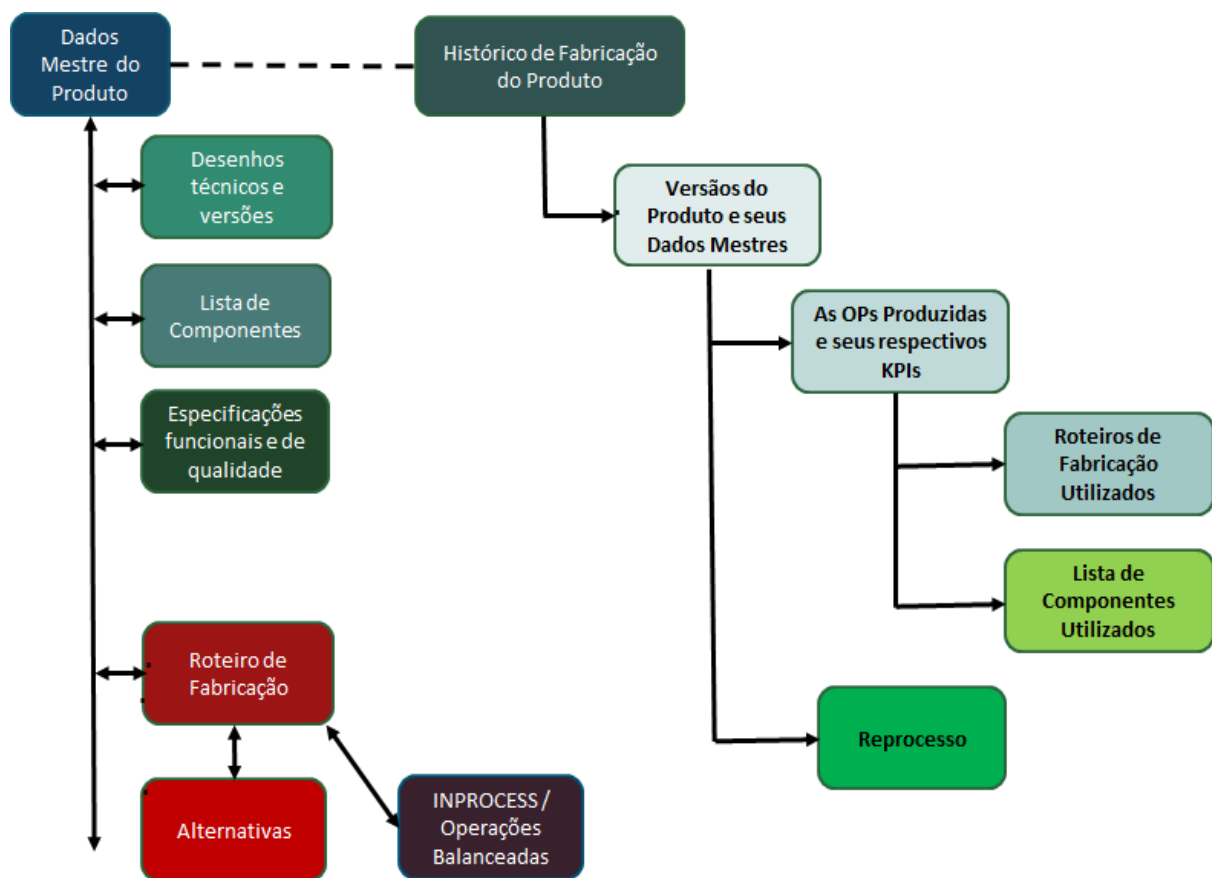 Dados
Mestre do
Produto
Histórico de Fabricação
do Produto
Desenhos
técnicos e
versões
Versãos do
Produto e seus
Dados Mestres
Lista de
Componentes
As OPs Produzidas
e seus respectivos
KPIs
Especificações
funcionais e de
qualidade
Roteiros de
Fabricação
Utilizados
Lista de
Componentes
Utilizados
Roteiro de
Fabricação
Reprocesso
Alternativas
INPROCESS /
Operações
Balanceadas